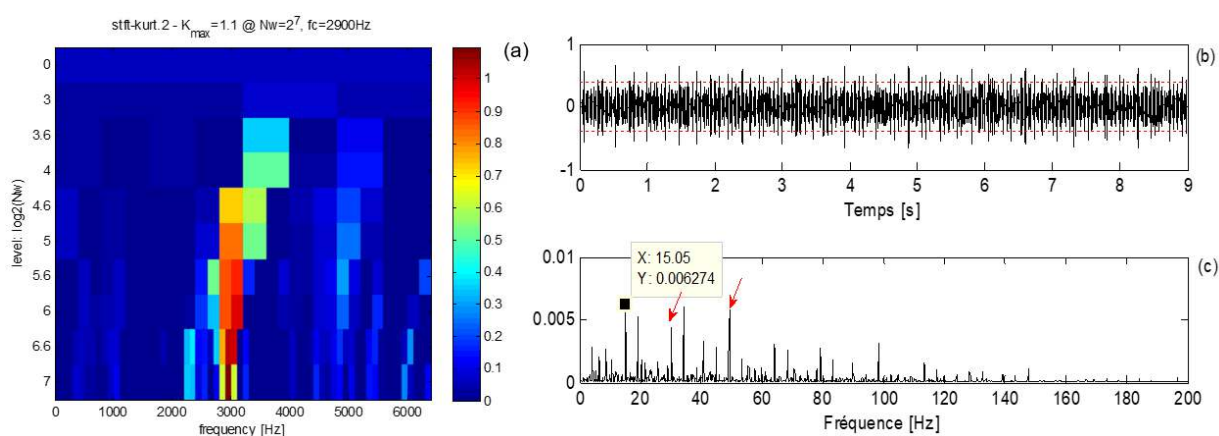 stft-kurt.2 - Kmax=1.1 @ Nw=2^7, fc=2900Hz
(a)
level: log2(Nw)
0
3
3.6
4
4.6
5
5.6
6
6.6
7
0 1000 2000 3000 4000 5000 6000
frequency [Hz]
1
0.9
0.8
0.7
0.6
0.5
0.4
0.3
0.2
0.1
0
(b)
1
0
-1
0 1 2 3 4 5 6 7 8 9
Temps [s]
(c)
X: 15.05
Y: 0.006274
0.01
0.005
0
0 20 40 60 80 100 120 140 160 180 200
Fréquence [Hz]